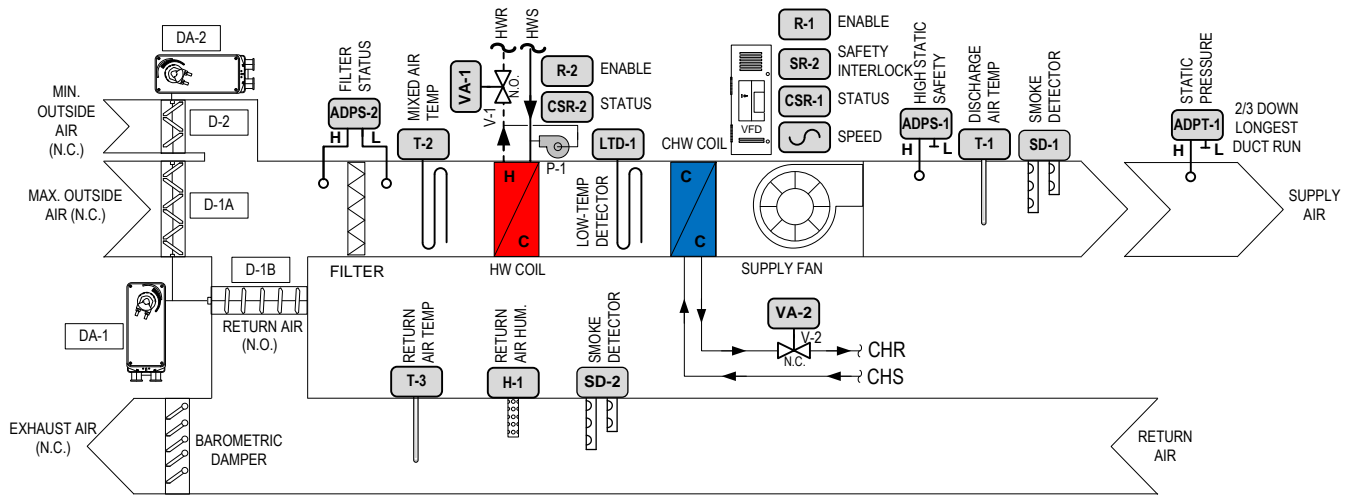 DA-2
MIN.
OUTSIDE
AIR
(N.C.)
D-2
MAX. OUTSIDE
AIR (N.C.)
D-1A
D-1B
DA-1
RETURN AIR
(N.O.)
FILTER
STATUS
ADPS-2
H
L
FILTER
MIXED AIR
TEMP
T-2
HWR
HWS
VA-1
N.O.
V-1
R-2
ENABLE
CSR-2
STATUS
P-1
H
C
HW COIL
LTD-1
LOW-TEMP
DETECTOR
CHW COIL
C
C
VFD
R-1
ENABLE
SR-2
SAFETY
INTERLOCK
CSR-1
STATUS
SPEED
SUPPLY FAN
HIGH STATIC
SAFETY
ADPS-1
H
L
DISCHARGE
AIR TEMP
T-1
SMOKE
DETECTOR
SD-1
STATIC
PRESSURE
ADPT-1
H
L
2/3 DOWN
LONGEST
DUCT RUN
SUPPLY
AIR
VA-2
V-2
N.C.
CHR
CHS
RETURN
AIR TEMP
T-3
RETURN
AIR HUM.
H-1
SMOKE
DETECTOR
SD-2
EXHAUST AIR
(N.C.)
BAROMETRIC
DAMPER
RETURN
AIR